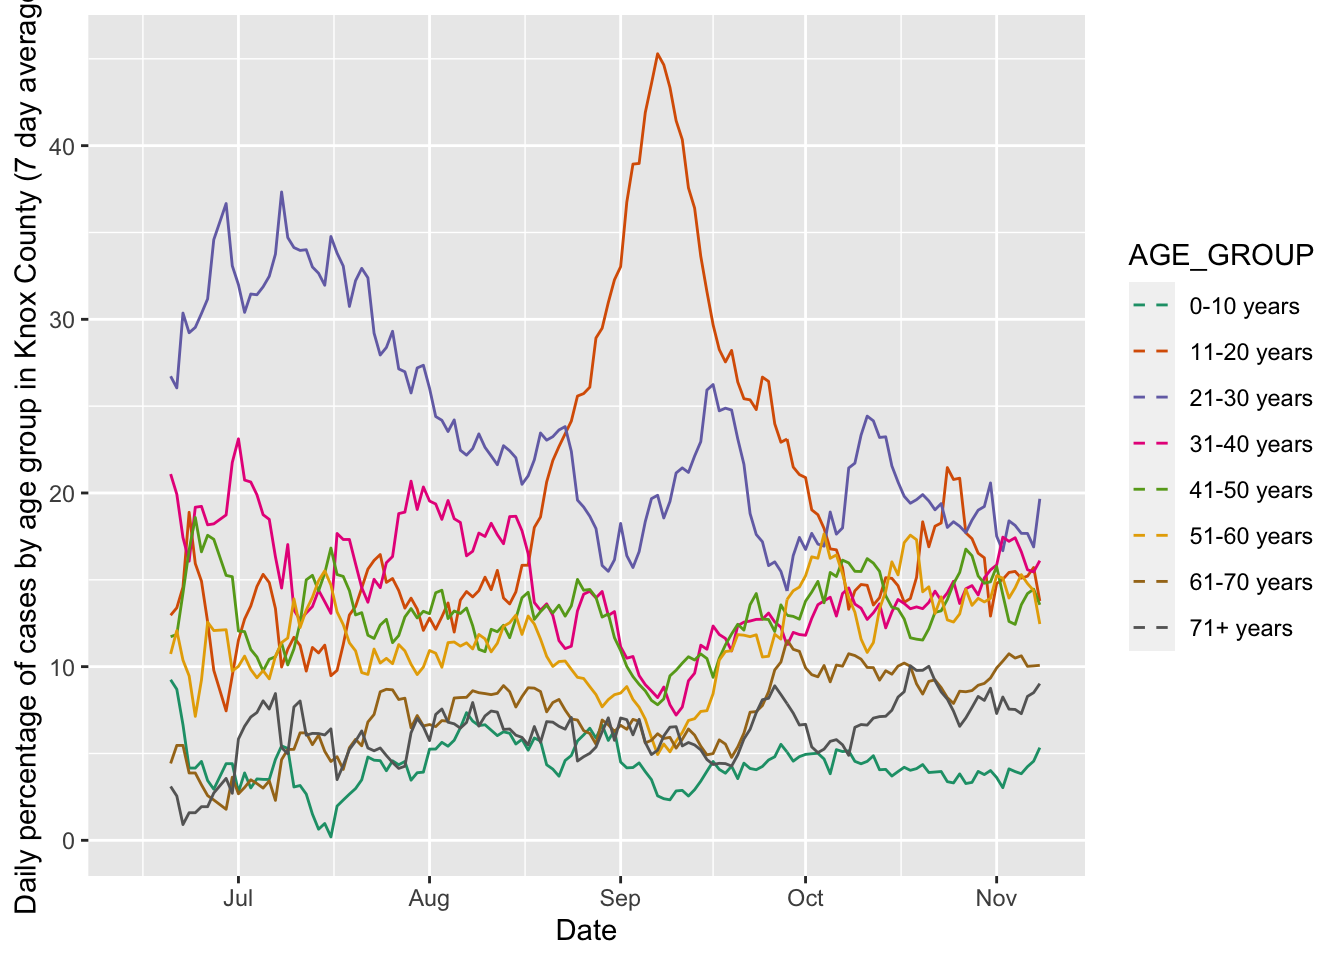 Daily percentage of cases by age group in Knox County (7 day average
40
30
20
10
0
Jul
Aug
Sep
Oct
Nov
Date
AGE_GROUP
0-10 years
11-20 years
21-30 years
31-40 years
41-50 years
51-60 years
61-70 years
71+ years